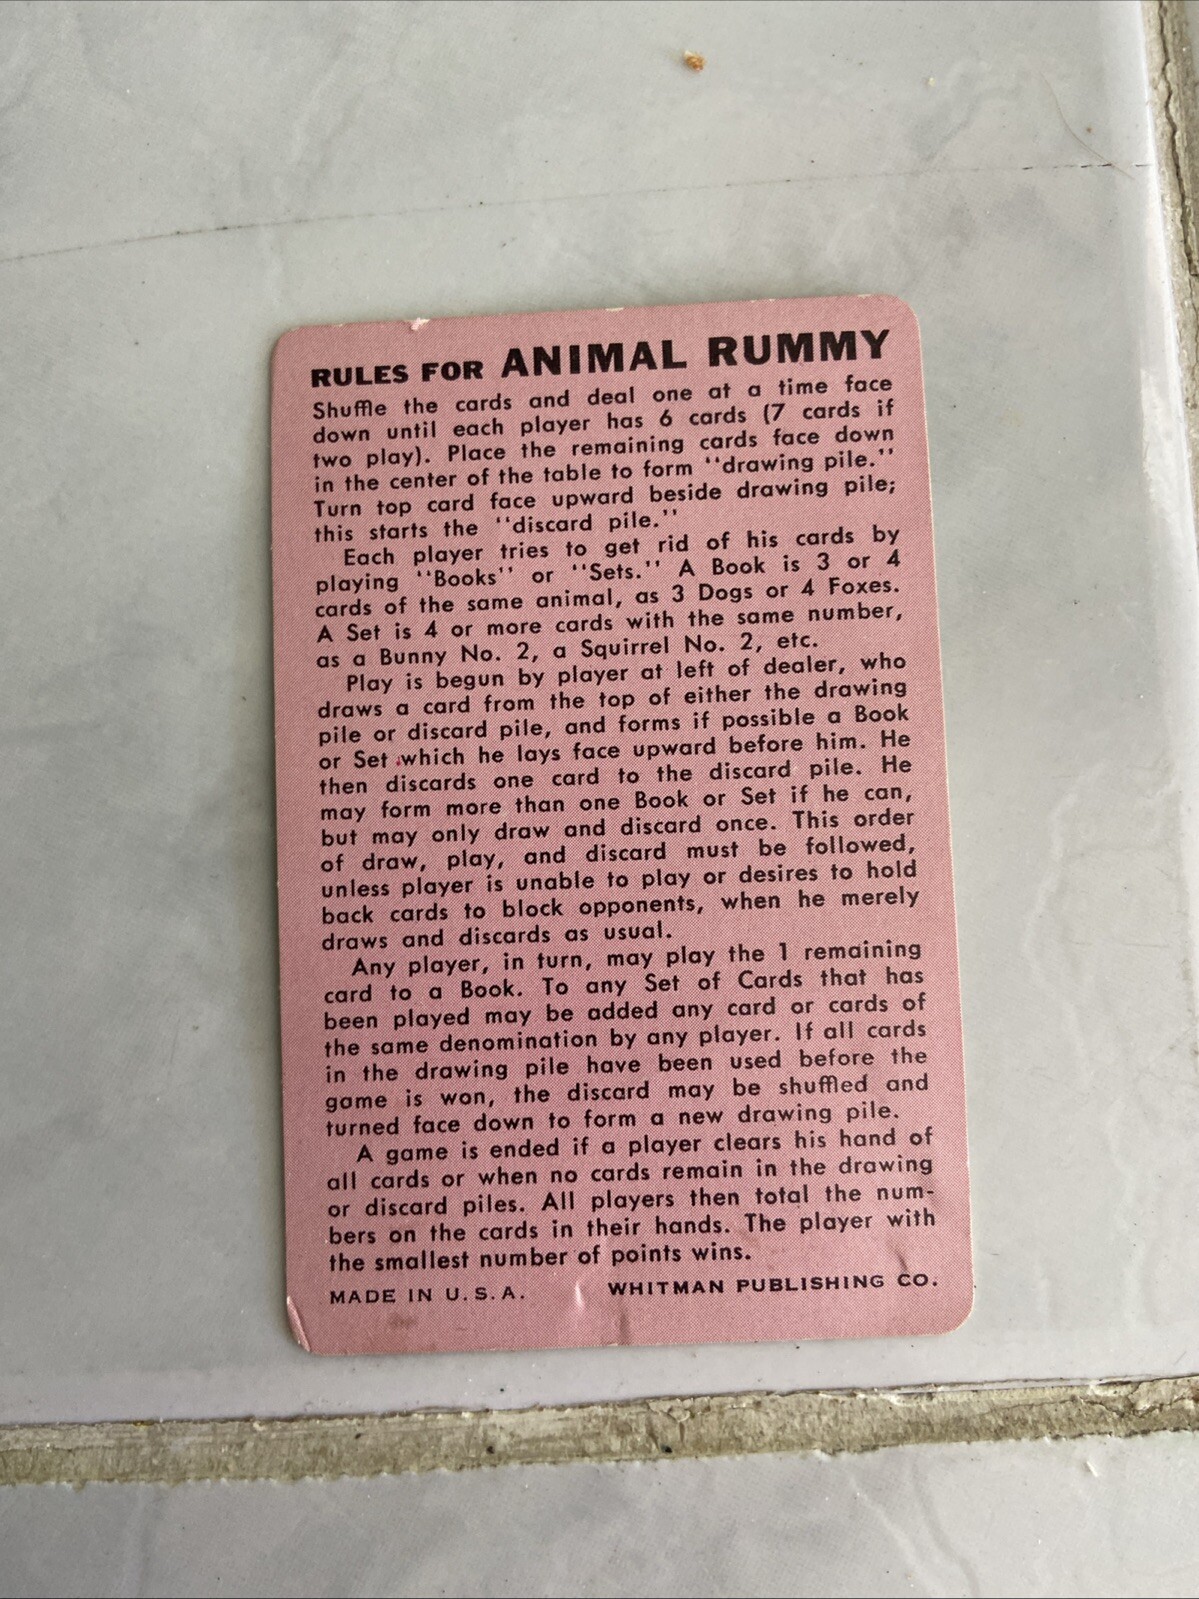 RULES FOR ANIMAL RUMMY
Shuffle the cards and deal one at a time face
down until each player has 6 cards (7 cards if
two play). Place the remaining cards face down
in the center of the table to form "drawing pile."
Turn top card face upward beside drawing pile;
this starts the "discard pile."
Each player tries to get rid of his cards by
playing "Books" or "Sets." A Book is 3 or 4
cards of the same animal, as 3 Dogs or 4 Foxes.
A Set is 4 or more cards with the same number,
as a Bunny No. 2, a Squirrel No. 2, etc.
Play is begun by player at left of dealer, who
draws a card from the top of either the drawing
pile or discard pile, and forms if possible a Book
or Set which he lays face upward before him. He
then discards one card to the discard pile. He
may form more than one Book or Set if he can,
but may only draw and discard once. This order
of draw, play, and discard must be followed,
unless player is unable to play or desires to hold
back cards to block opponents, when he merely
draws and discards as usual.
Any player, in turn, may play the 1 remaining
card to a Book. To any Set of Cards that has
been played may be added any card or cards of
the same denomination by any player. If all cards
in the drawing pile have been used before the
game is won, the discard may be shuffled and
turned face down to form a new drawing pile.
A game is ended if a player clears his hand of
all cards or when no cards remain in the drawing
or discard piles. All players then total the num-
bers on the cards in their hands. The player with
the smallest number of points wins.
MADE IN U.S.A. WHITMAN PUBLISHING CO.